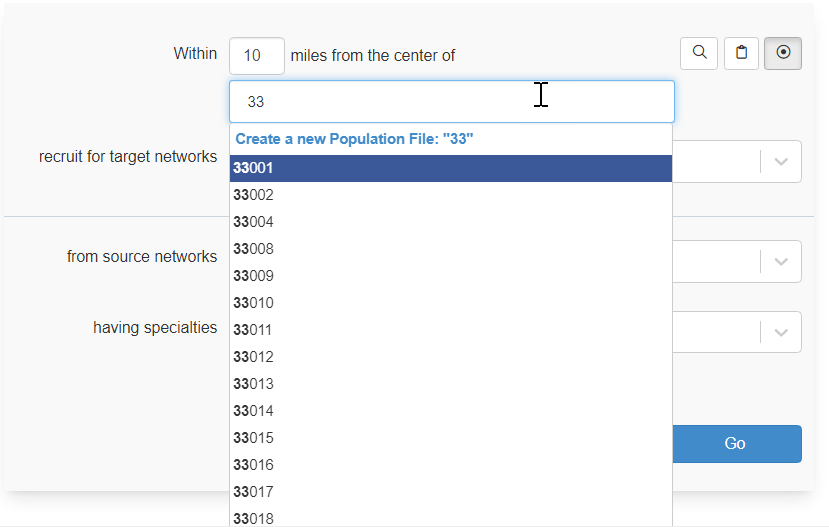 Within 10 miles from the center of
33
Create a new Population File: "33"
recruit for target networks
33001
33002
33004
33008
from source networks
33009
33010
33011
having specialties
33012
33013
33014
33015
Go
33016
33017
33018